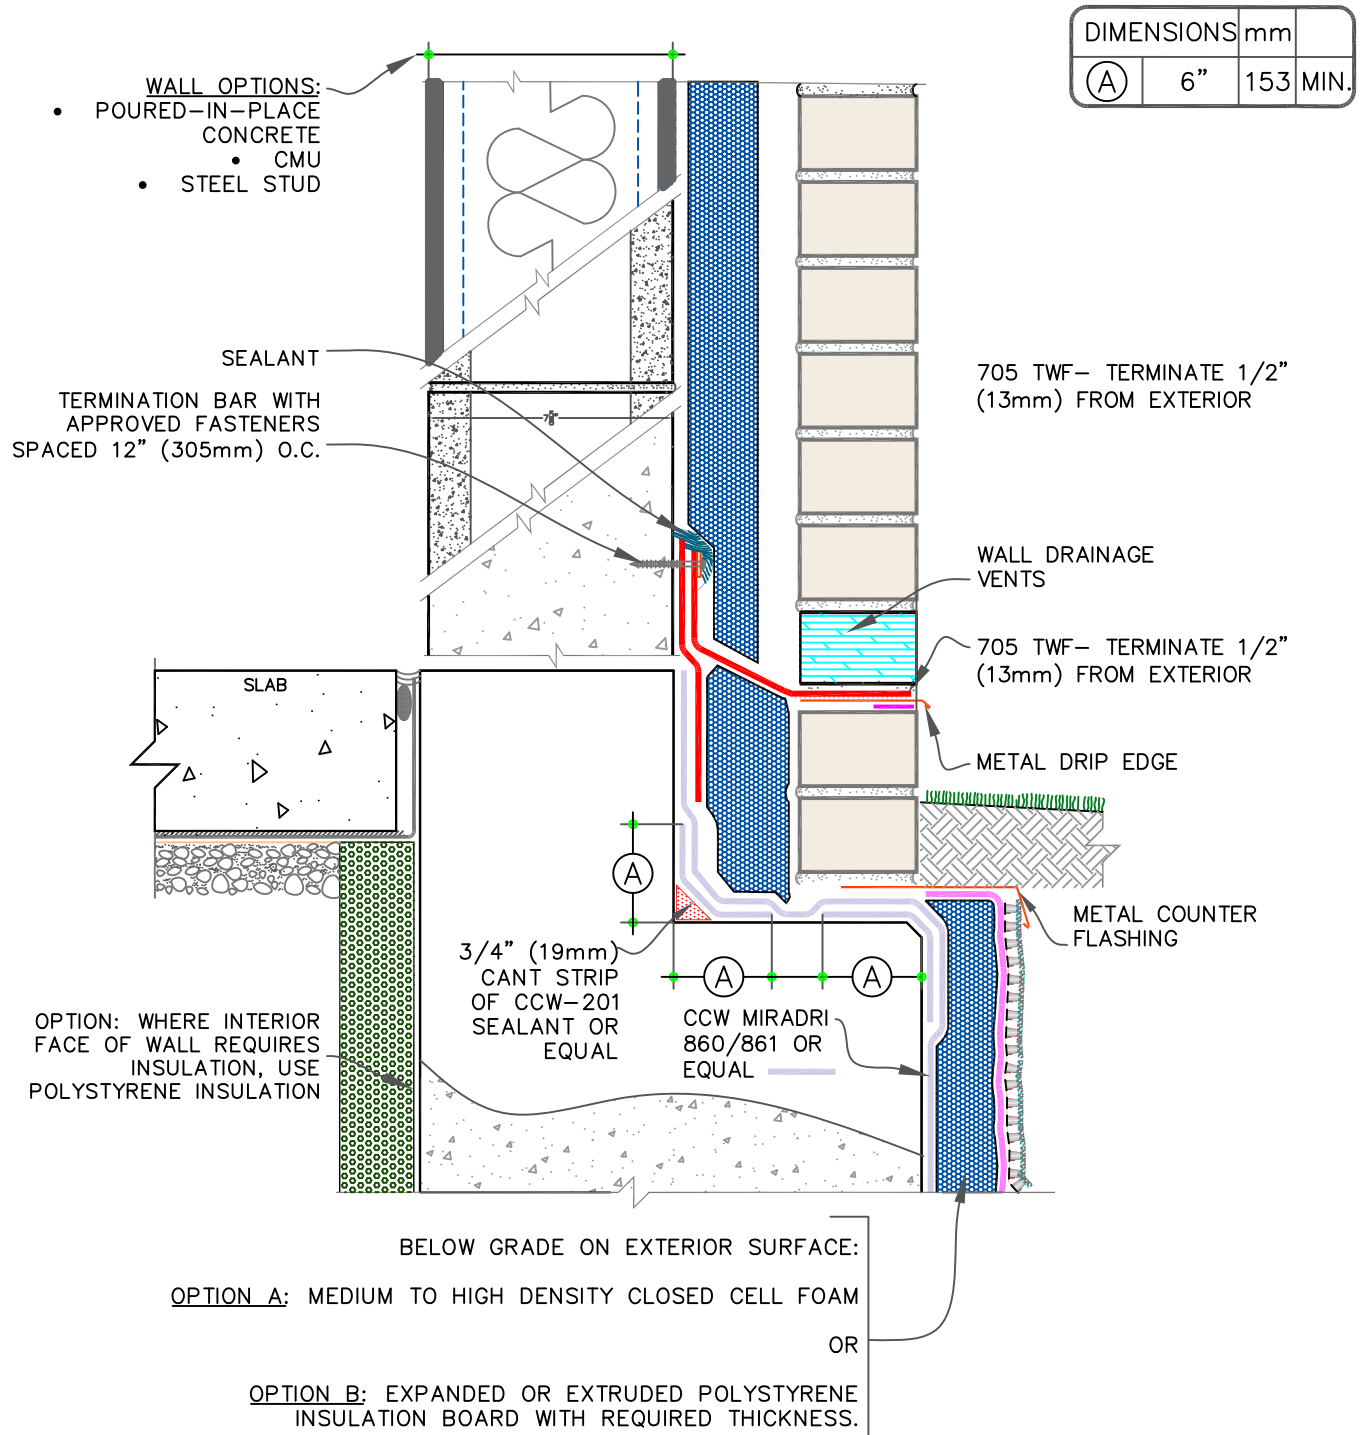 DIMENSIONS mm
A 6” 153 MIN.
WALL OPTIONS:
• POURED-IN-PLACE
CONCRETE
• CMU
• STEEL STUD
SEALANT
TERMINATION BAR WITH
APPROVED FASTENERS
SPACED 12” (305mm) O.C.
705 TWF- TERMINATE 1/2”
(13mm) FROM EXTERIOR
WALL DRAINAGE
VENTS
705 TWF- TERMINATE 1/2”
(13mm) FROM EXTERIOR
SLAB
METAL DRIP EDGE
A
METAL COUNTER
FLASHING
3/4” (19mm)
CANT STRIP
OF CCW-201
SEALANT OR
EQUAL
A
A
CCW MIRADRI
860/861 OR
EQUAL
OPTION: WHERE INTERIOR
FACE OF WALL REQUIRES
INSULATION, USE
POLYSTYRENE INSULATION
BELOW GRADE ON EXTERIOR SURFACE:
OPTION A: MEDIUM TO HIGH DENSITY CLOSED CELL FOAM
OR
OPTION B: EXPANDED OR EXTRUDED POLYSTYRENE
INSULATION BOARD WITH REQUIRED THICKNESS.